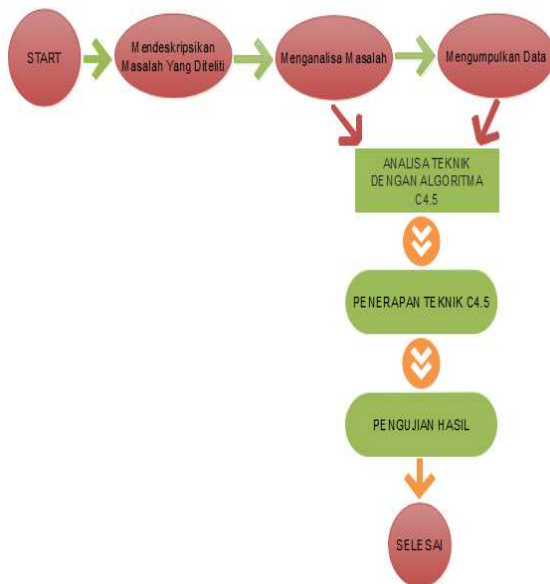 START
Mendeskripsikan
Masalah Yang Diteliti
Menganalisa Masalah
Mengumpulkan Data
ANALISA TEKNIK
DENGAN ALGORITMA
C4.5
PENERAPAN TEKNIK C4.5
PENGUJIAN HASIL
SELESAI